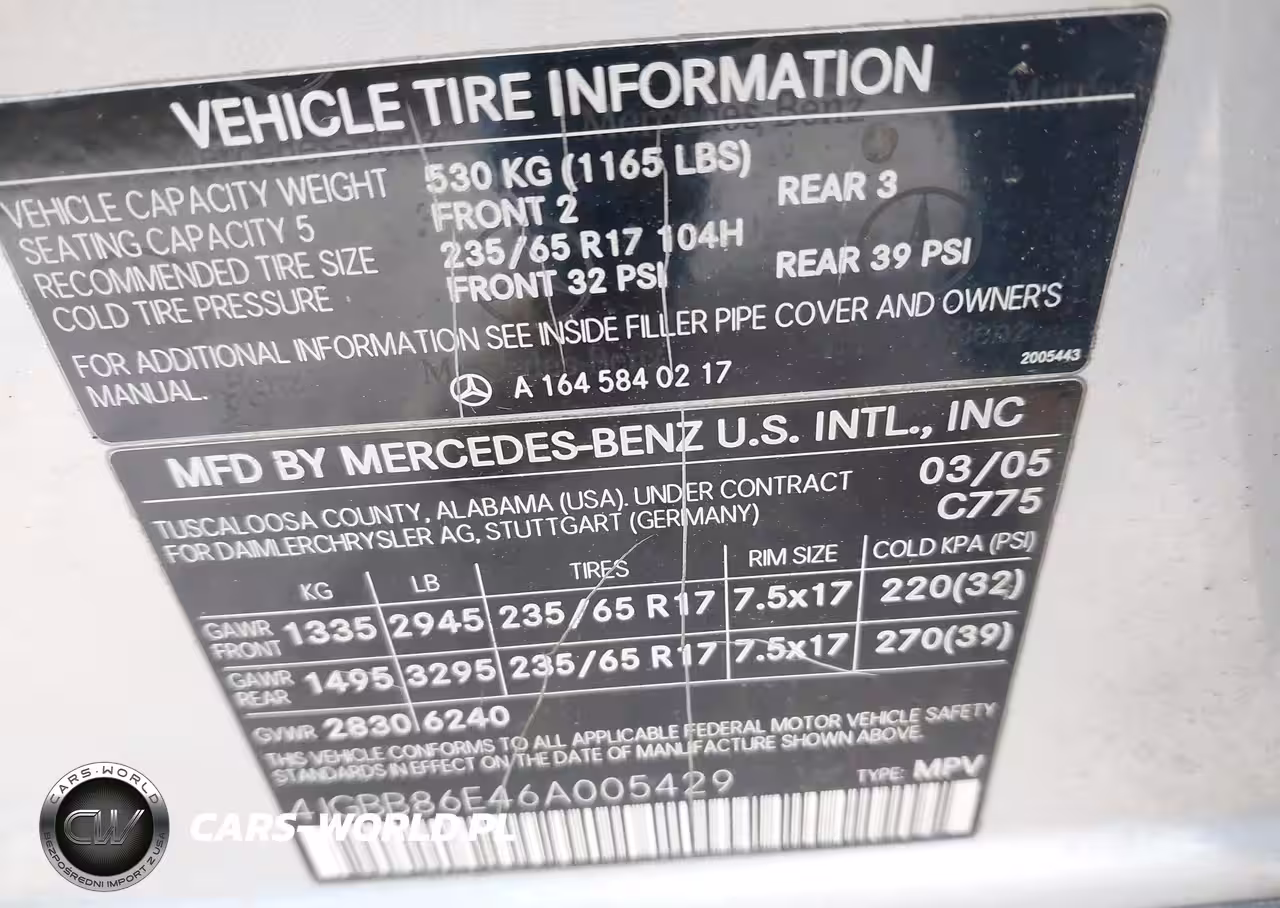 VEHICLE TIRE INFORMATION
VEHICLE CAPACITY WEIGHT 530 KG (1165 LBS)
SEATING CAPACITY 5 FRONT 2 REAR 3
RECOMMENDED TIRE SIZE 235/65 R17 104H
COLD TIRE PRESSURE FRONT 32 PSI REAR 39 PSI
FOR ADDITIONAL INFORMATION SEE INSIDE FILLER PIPE COVER AND OWNER'S
MANUAL.
A 164 584 02 17
2005443
MFD BY MERCEDES-BENZ U.S. INTL., INC
TUSCALOOSA COUNTY, ALABAMA (USA). UNDER CONTRACT 03/05
FOR DAIMLERCHRYSLER AG, STUTTGART (GERMANY) C775
KG LB TIRES RIM SIZE COLD KPA (PSI)
GAWR FRONT 1335 2945 235/65 R17 7.5x17 220(32)
GAWR REAR 1495 3295 235/65 R17 7.5x17 270(39)
GVWR 2830 6240
THIS VEHICLE CONFORMS TO ALL APPLICABLE FEDERAL MOTOR VEHICLE SAFETY
STANDARDS IN EFFECT ON THE DATE OF MANUFACTURE SHOWN ABOVE.
4JGBB86E46A005429 TYPE: MPV
CARS-WORLD
CW
BEZPOŚREDNI IMPORT Z USA
CARS-WORLD.PL